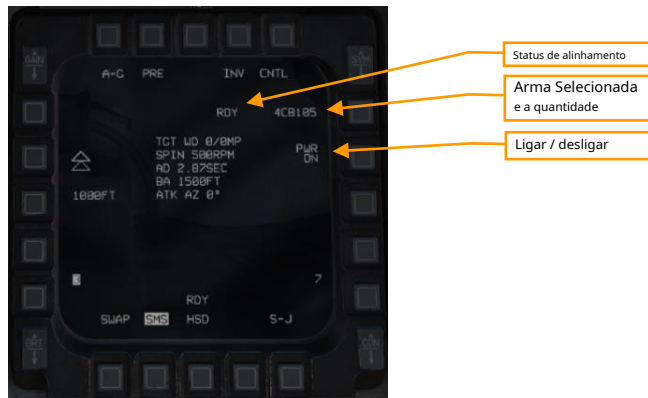 GAIN
SYM
A-G PRE INV CNTL
RDY 4CB105
TGT WD 0/0MP
SPIN 500RPM
AD 2.87SEC
BA 1500FT
ATK AZ 0°
PWR
ON
1000FT
3
7
RDY
SWAP SMS HSD S-J
BRT
CON
Status de alinhamento
Arma Selecionada
e a quantidade
Ligar / desligar